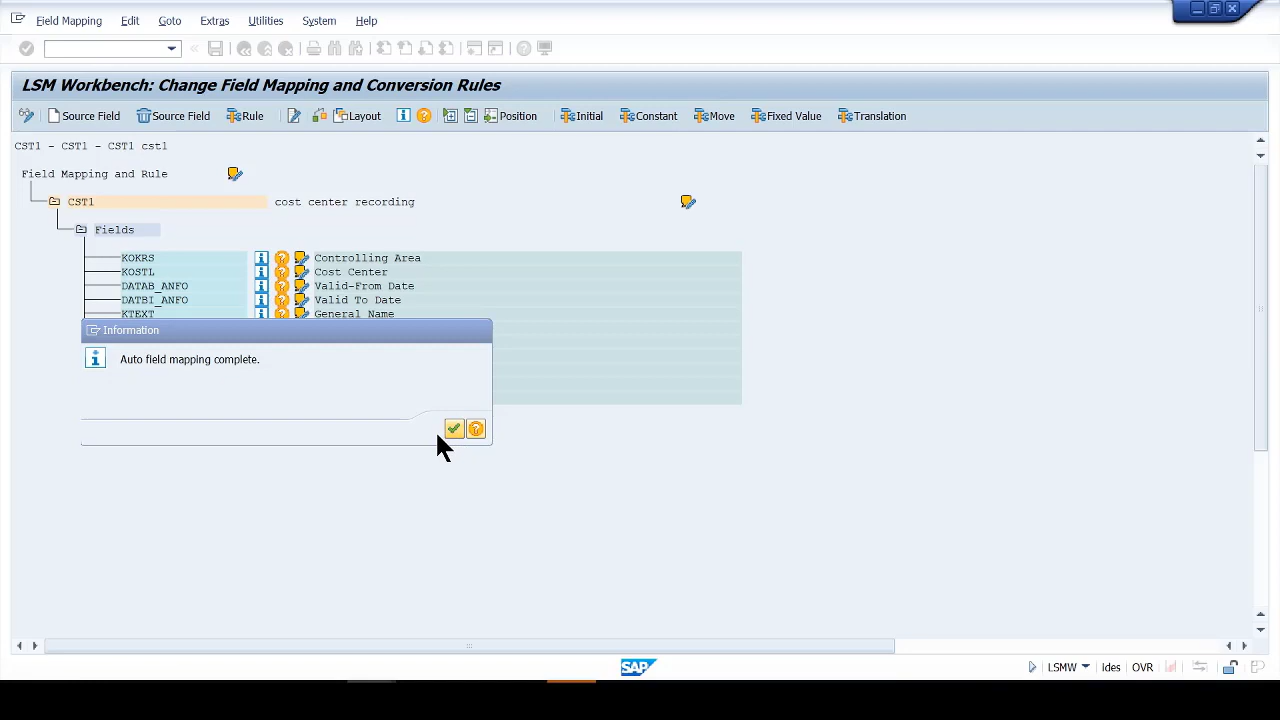 Field Mapping Edit Goto Extras Utilities System Help
LSM Workbench: Change Field Mapping and Conversion Rules
Source Field Source Field Rule Layout Position Initial Constant Move Fixed Value Translation
CST1 - CST1 - CST1 cst1
Field Mapping and Rule
CST1 cost center recording
Fields
KOKRS Controlling Area
KOSTL Cost Center
DATAB_ANFO Valid-From Date
DATBI_ANFO Valid To Date
KTEXT General Name
Information
Auto field mapping complete.
SAP
LSMW Ides OVR